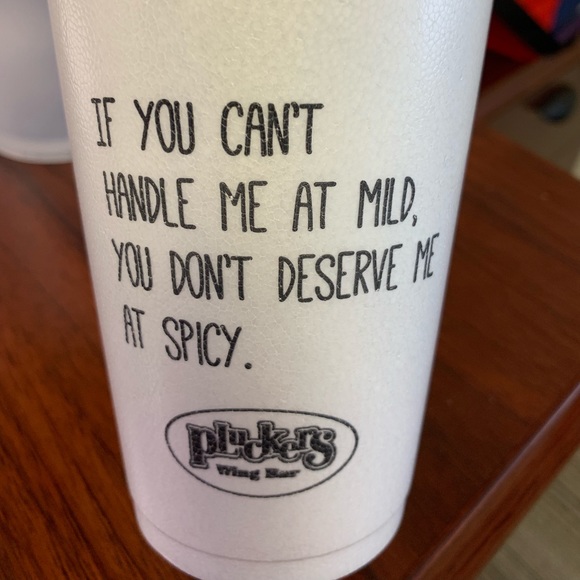 IF YOU CAN'T
HANDLE ME AT MILD,
YOU DON'T DESERVE ME
AT SPICY.
pluckers
Wing Bar